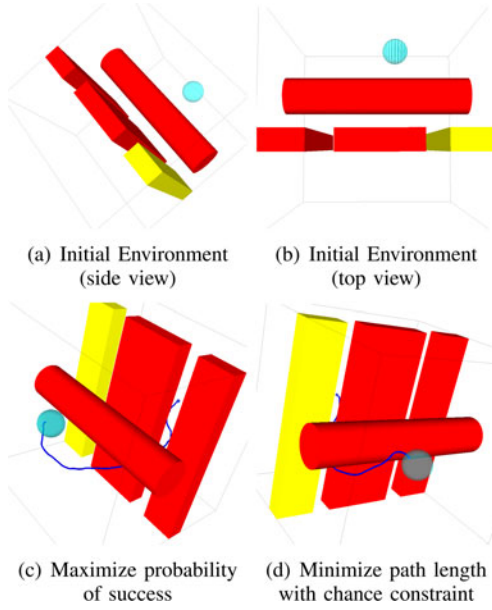 (a) Initial Environment
(side view)
(b) Initial Environment
(top view)
(c) Maximize probability
of success
(d) Minimize path length
with chance constraint